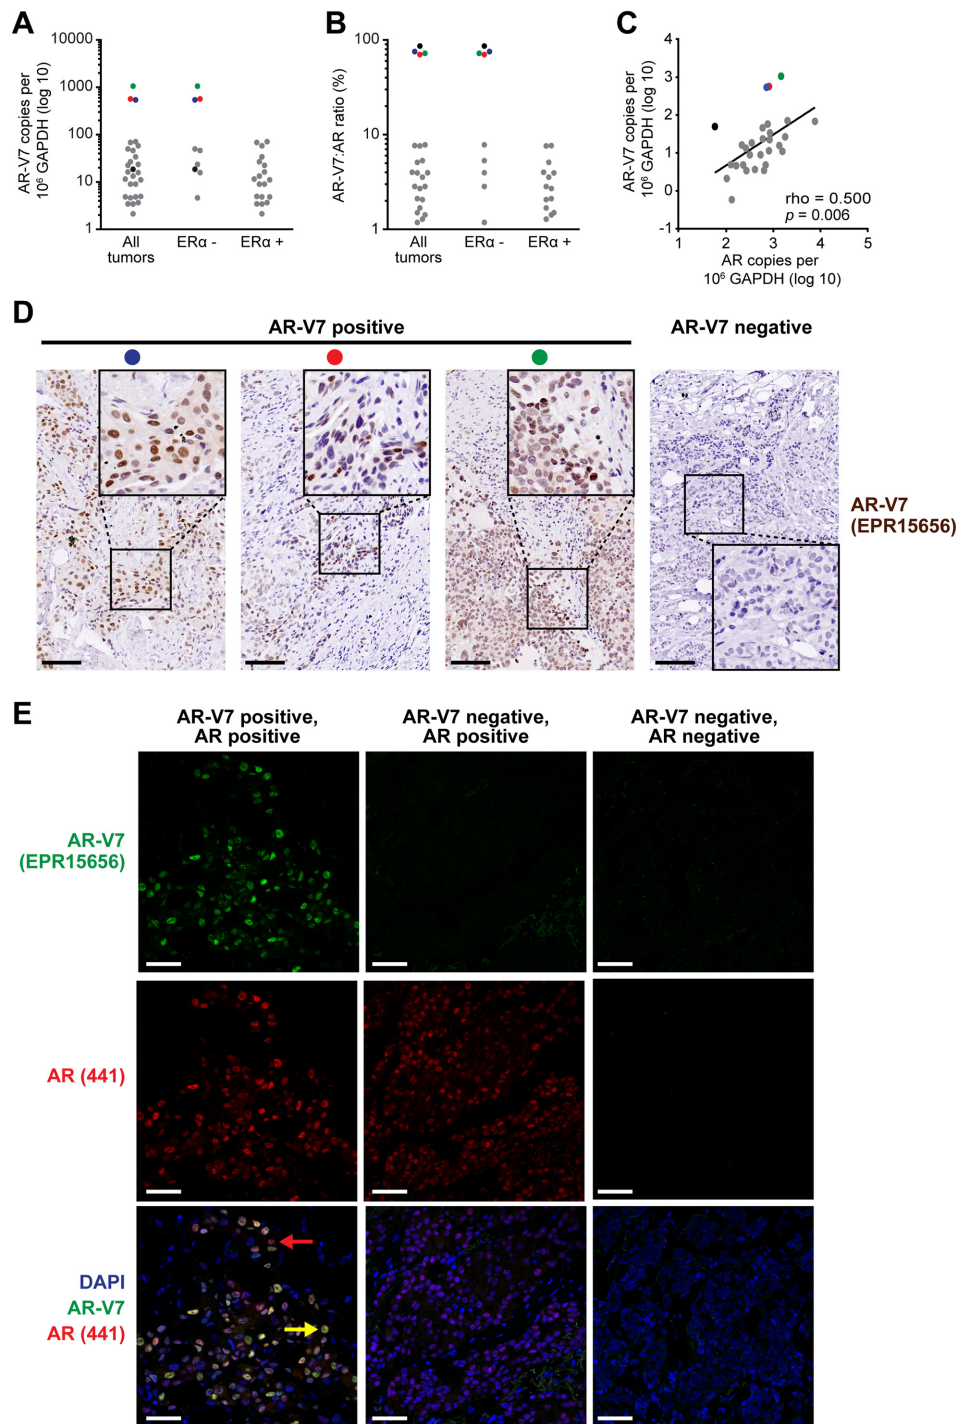 A
AR-V7 copies per
10⁶ GAPDH (log 10)
10000
1000
100
10
1
All
tumors
ERα -
ERα +
B
AR-V7:AR ratio (%)
100
10
1
All
tumors
ERα -
ERα +
C
AR-V7 copies per
10⁶ GAPDH (log 10)
4
3
2
1
0
-1
rho = 0.500
p = 0.006
1
2
3
4
5
AR copies per
10⁶ GAPDH (log 10)
D
AR-V7 positive
AR-V7 negative
AR-V7
(EPR15656)
E
AR-V7 positive,
AR positive
AR-V7 negative,
AR positive
AR-V7 negative,
AR negative
AR-V7
(EPR15656)
AR (441)
DAPI
AR-V7
AR (441)